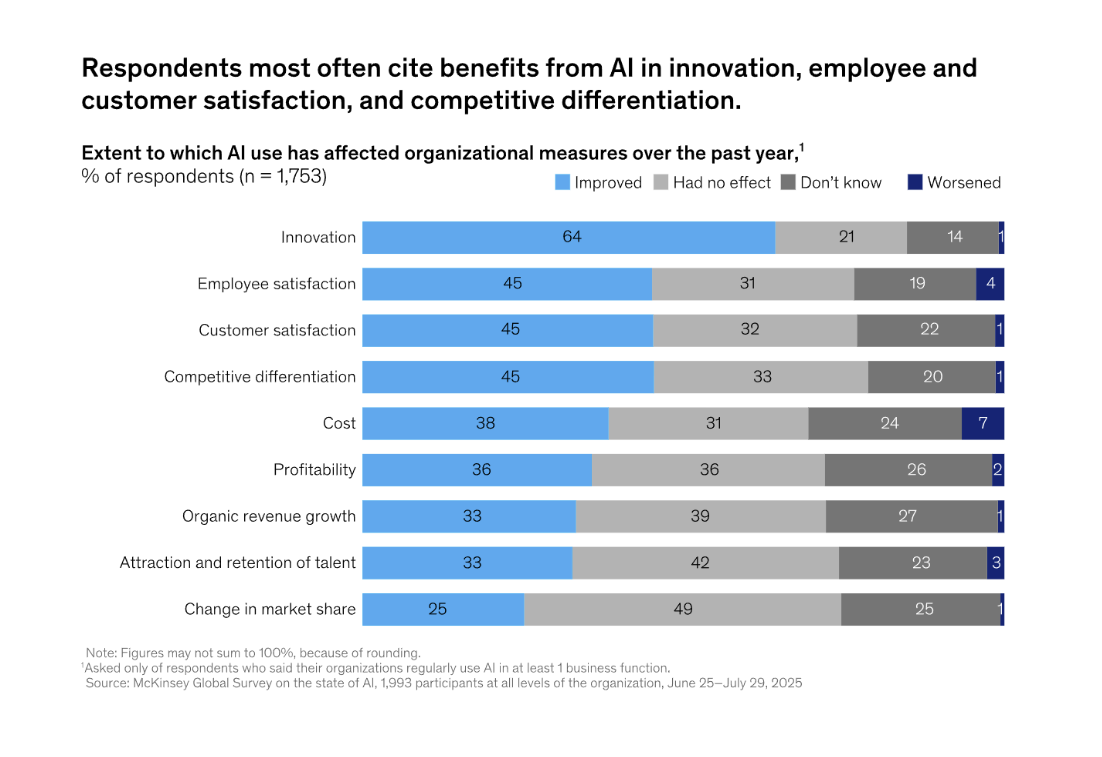 Respondents most often cite benefits from AI in innovation, employee and
customer satisfaction, and competitive differentiation.
Extent to which AI use has affected organizational measures over the past year,¹
% of respondents (n = 1,753)
Improved Had no effect Don’t know Worsened
Innovation 64 21 14 1
Employee satisfaction 45 31 19 4
Customer satisfaction 45 32 22 1
Competitive differentiation 45 33 20 1
Cost 38 31 24 7
Profitability 36 36 26 2
Organic revenue growth 33 39 27 1
Attraction and retention of talent 33 42 23 3
Change in market share 25 49 25 1
Note: Figures may not sum to 100%, because of rounding.
¹Asked only of respondents who said their organizations regularly use AI in at least 1 business function.
Source: McKinsey Global Survey on the state of AI, 1,993 participants at all levels of the organization, June 25–July 29, 2025